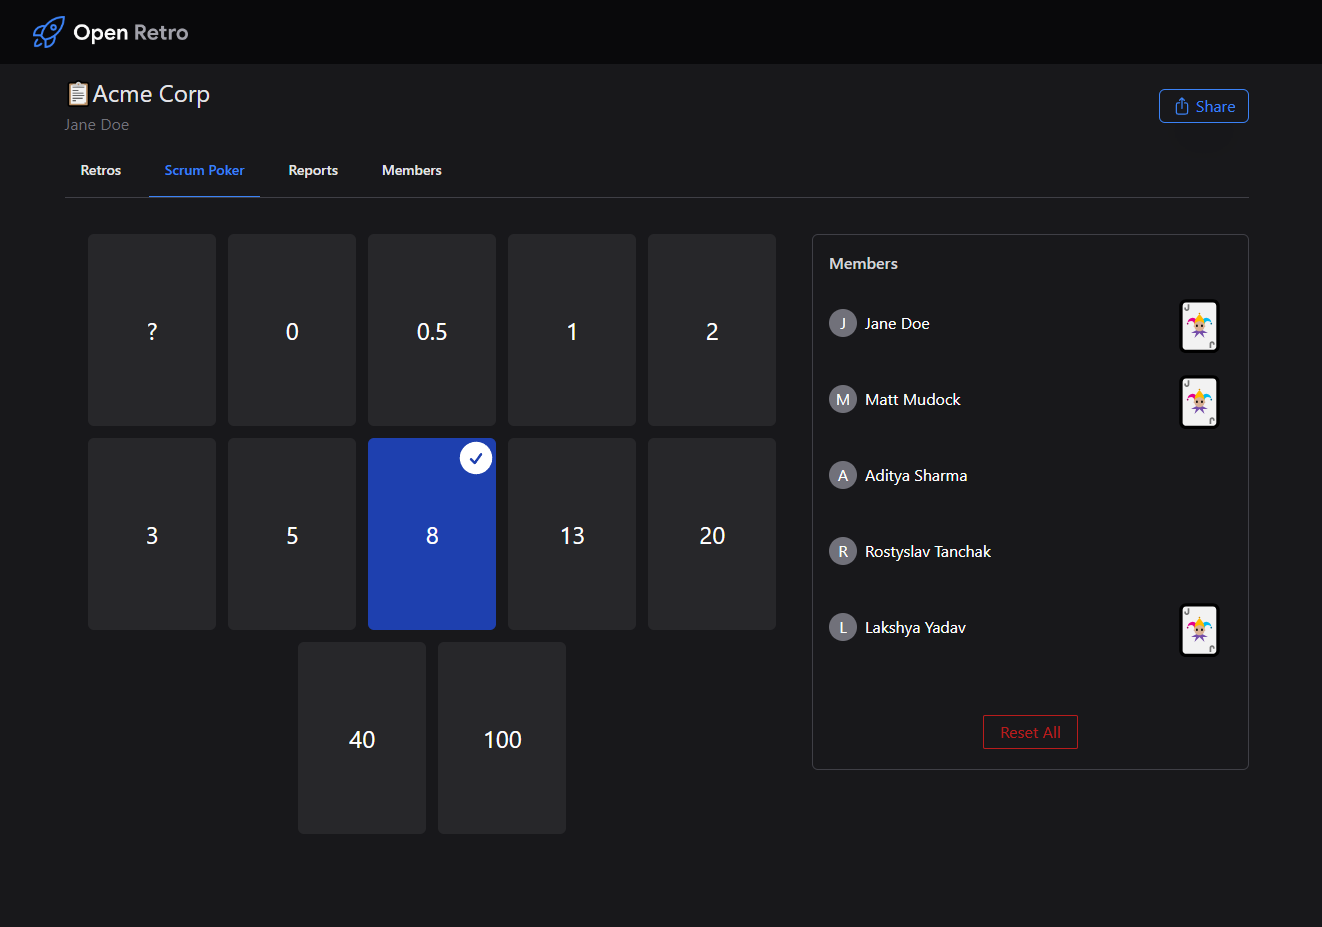 Open Retro
Acme Corp
Jane Doe
Share
Retros
Scrum Poker
Reports
Members
?
0
0.5
1
2
3
5
8
13
20
40
100
Members
J
Jane Doe
J
J
M
Matt Mudock
J
J
A
Aditya Sharma
R
Rostyslav Tanchak
L
Lakshya Yadav
J
J
Reset All